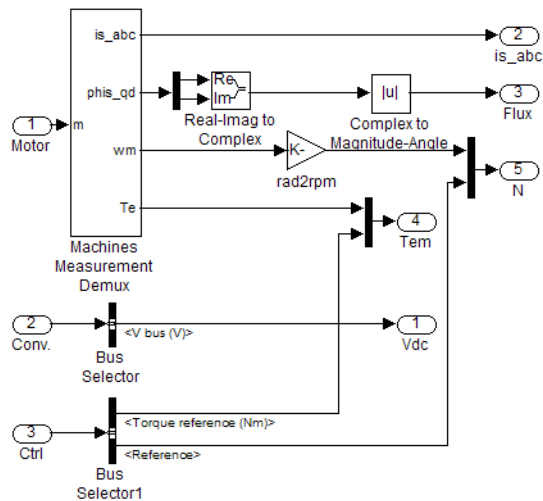 is_abc
2
is_abc
phis_qd
Re
Im
Real-Imag to
Complex
|u|
Complex to
Magnitude-Angle
3
Flux
1
Motor
m
wm
K-
rad2rpm
5
N
Te
4
Tem
Machines
Measurement
Demux
2
Conv.
<V bus (V)>
Bus
Selector
1
Vdc
3
Ctrl
<Torque reference (Nm)>
<Reference>
Bus
Selector1